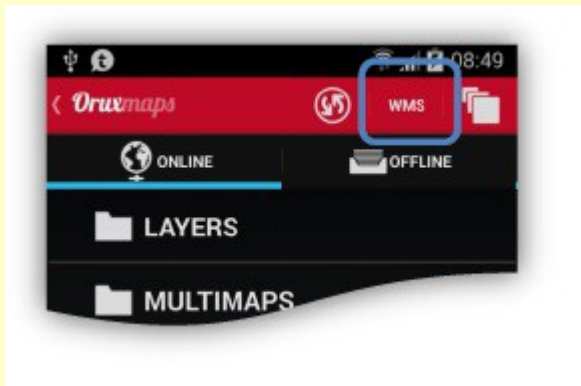 08:49
Oruxmaps
WMS
ONLINE
OFFLINE
LAYERS
MULTIMAPS